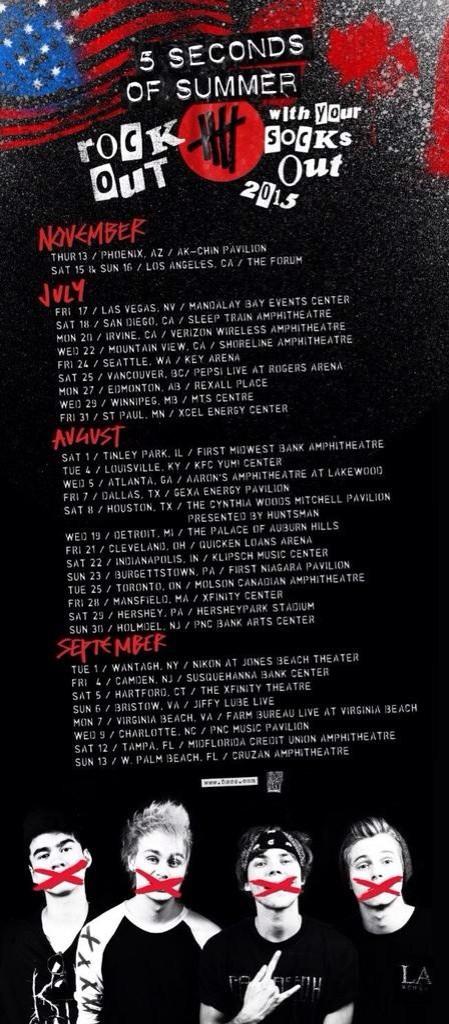 5 SECONDS
OF SUMMER
ROCK OUT
with your
SOCKS
Out
2015
NOVEMBER
THUR 13 / PHOENIX, AZ / AK-CHIN PAVILION
SAT 15 & SUN 16 / LOS ANGELES, CA / THE FORUM
JULY
FRI 17 / LAS VEGAS, NV / MANDALAY BAY EVENTS CENTER
SAT 18 / SAN DIEGO, CA / SLEEP TRAIN AMPHITHEATRE
MON 20 / IRVINE, CA / VERIZON WIRELESS AMPHITHEATRE
WED 22 / MOUNTAIN VIEW, CA / SHORELINE AMPHITHEATRE
FRI 24 / SEATTLE, WA / KEY ARENA
SAT 25 / VANCOUVER, BC/ PEPSI LIVE AT ROGERS ARENA
MON 27 / EDMONTON, AB / REXALL PLACE
WED 29 / WINNIPEG, MB / MTS CENTRE
FRI 31 / ST PAUL, MN / XCEL ENERGY CENTER
AUGUST
SAT 1 / TINLEY PARK, IL / FIRST MIDWEST BANK AMPHITHEATRE
TUE 4 / LOUISVILLE, KY / KFC YUM! CENTER
WED 5 / ATLANTA, GA / AARON'S AMPHITHEATRE AT LAKEWOOD
FRI 7 / DALLAS, TX / GEXA ENERGY PAVILION
SAT 8 / HOUSTON, TX / THE CYNTHIA WOODS MITCHELL PAVILION
PRESENTED BY HUNTSMAN
WED 19 / DETROIT, MI / THE PALACE OF AUBURN HILLS
FRI 21 / CLEVELAND, OH / QUICKEN LOANS ARENA
SAT 22 / INDIANAPOLIS, IN / KLIPSCH MUSIC CENTER
SUN 23 / BURGETTSTOWN, PA / FIRST NIAGARA PAVILION
TUE 25 / TORONTO, ON / MOLSON CANADIAN AMPHITHEATRE
FRI 28 / MANSFIELD, MA / XFINITY CENTER
SAT 29 / HERSHEY, PA / HERSHEYPARK STADIUM
SUN 30 / HOLMDEL, NJ / PNC BANK ARTS CENTER
SEPTEMBER
TUE 1 / WANTAGH, NY / NIKON AT JONES BEACH THEATER
FRI 4 / CAMDEN, NJ / SUSQUEHANNA BANK CENTER
SAT 5 / HARTFORD, CT / THE XFINITY THEATRE
SUN 6 / BRISTOW, VA / JIFFY LUBE LIVE
MON 7 / VIRGINIA BEACH, VA / FARM BUREAU LIVE AT VIRGINIA BEACH
WED 9 / CHARLOTTE, NC / PNC MUSIC PAVILION
SAT 12 / TAMPA, FL / MIDFLORIDA CREDIT UNION AMPHITHEATRE
SUN 13 / W. PALM BEACH, FL / CRUZAN AMPHITHEATRE
www.5sos.com
LA